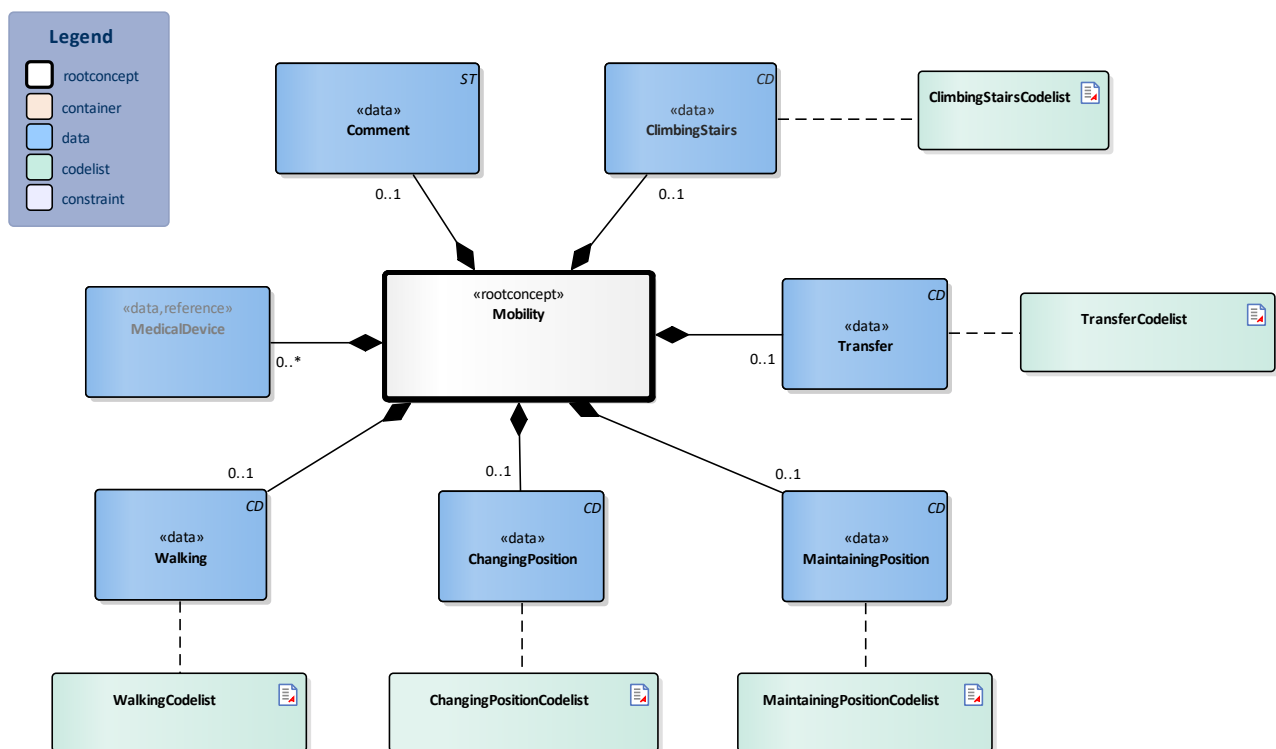 Legend
rootconcept
container
data
codelist
constraint
ST
«data»
Comment
0..1
CD
«data»
ClimbingStairs
0..1
ClimbingStairsCodelist
«data,reference»
MedicalDevice
0..*
«rootconcept»
Mobility
CD
«data»
Transfer
0..1
TransferCodelist
0..1
CD
«data»
Walking
0..1
CD
«data»
ChangingPosition
0..1
CD
«data»
MaintainingPosition
WalkingCodelist
ChangingPositionCodelist
MaintainingPositionCodelist